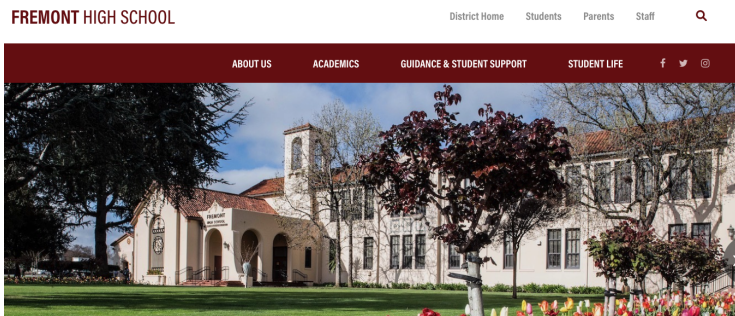 FREMONT HIGH SCHOOL
District Home Students Parents Staff
ABOUT US ACADEMICS GUIDANCE & STUDENT SUPPORT STUDENT LIFE
FREMONT
HIGH SCHOOL